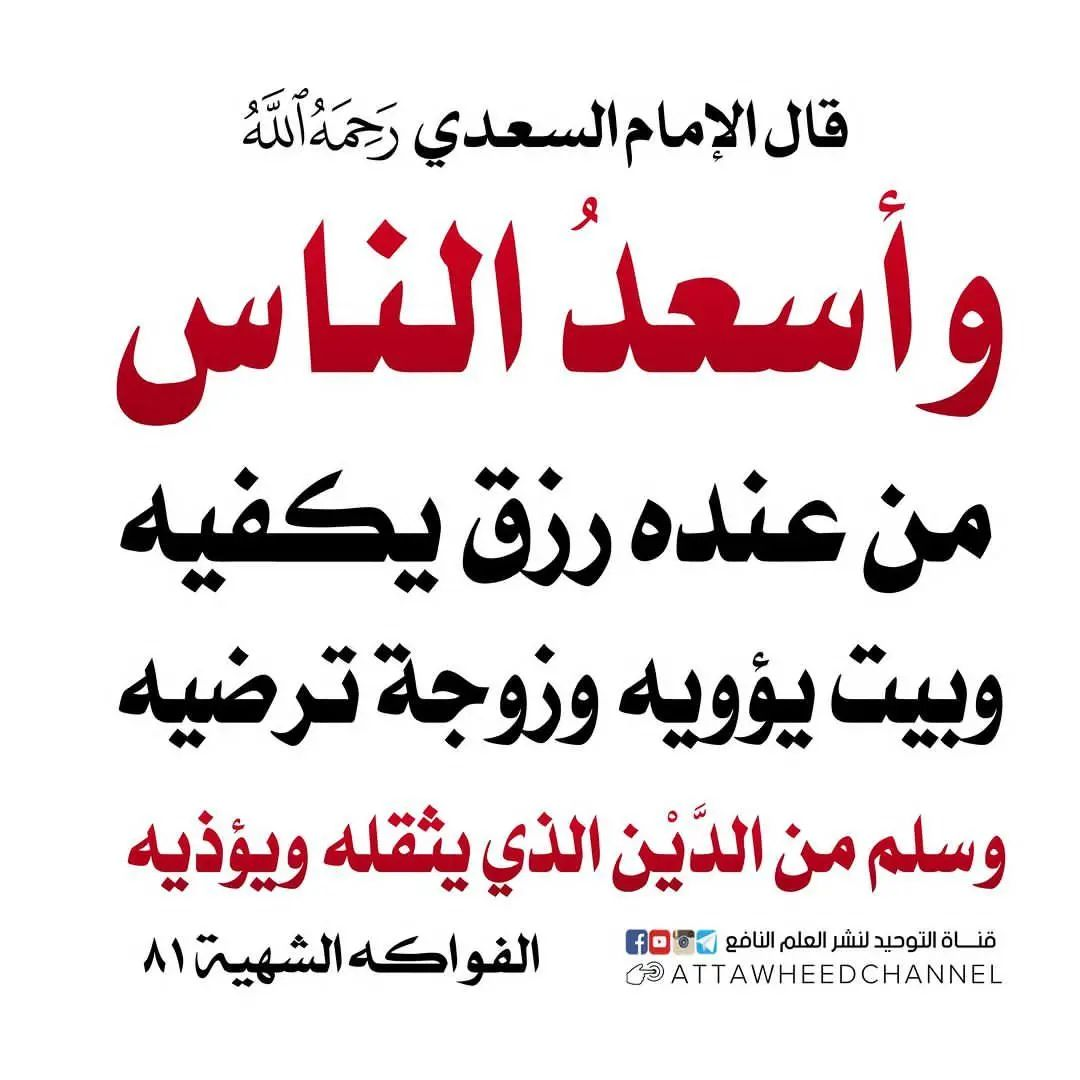 قال الإمام السعدي رَحِمَهُ ٱللَّهُ
وأسعدُ الناس
من عنده رزق يكفيه
وبيت يؤويه وزوجة ترضيه
وسلم من الدَّيْن الذي يثقله ويؤذيه
قناة التوحيد لنشر العلم النافع
ATTAWHEEDCHANNEL
الفواكه الشهية ٨١